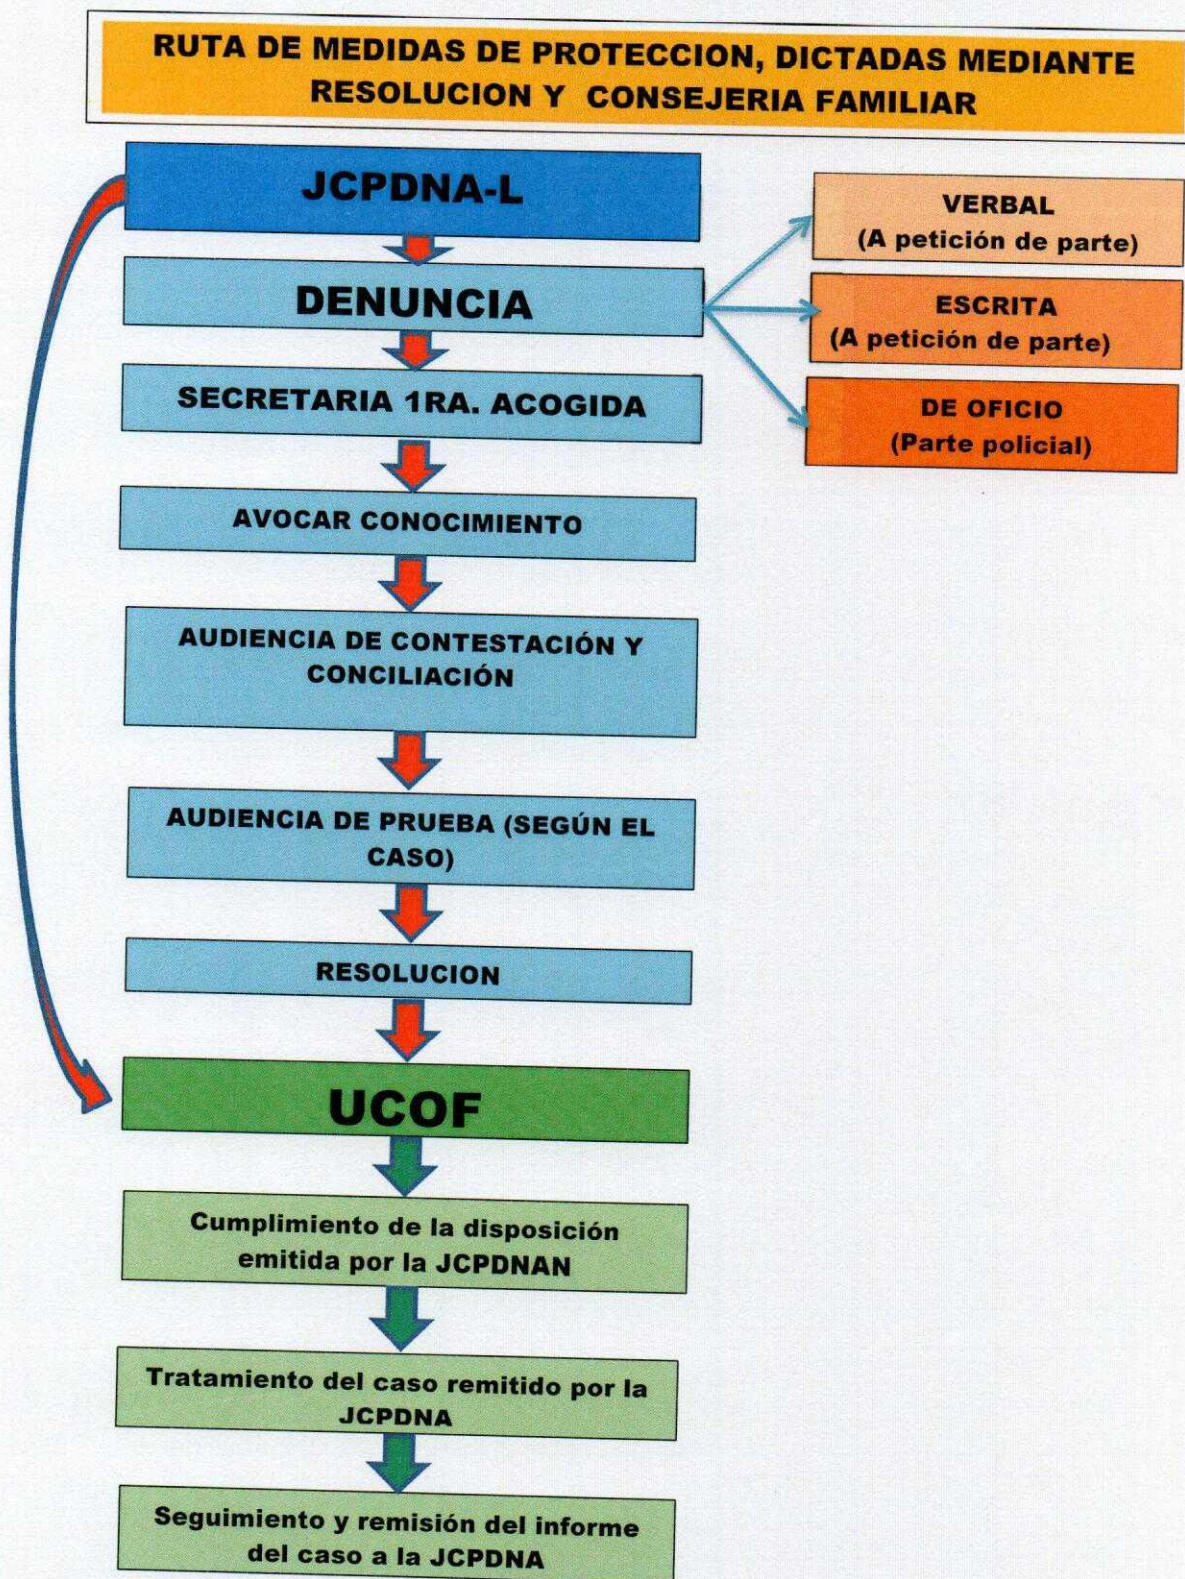 RUTA DE MEDIDAS DE PROTECCION, DICTADAS MEDIANTE
RESOLUCION Y CONSEJERIA FAMILIAR
JCPDNA-L
DENUNCIA
VERBAL
(A petición de parte)
ESCRITA
(A petición de parte)
DE OFICIO
(Parte policial)
SECRETARIA 1RA. ACOGIDA
AVOCAR CONOCIMIENTO
AUDIENCIA DE CONTESTACIÓN Y
CONCILIACIÓN
AUDIENCIA DE PRUEBA (SEGÚN EL
CASO)
RESOLUCION
UCOF
Cumplimiento de la disposición
emitida por la JCPDNAN
Tratamiento del caso remitido por la
JCPDNA
Seguimiento y remisión del informe
del caso a la JCPDNA